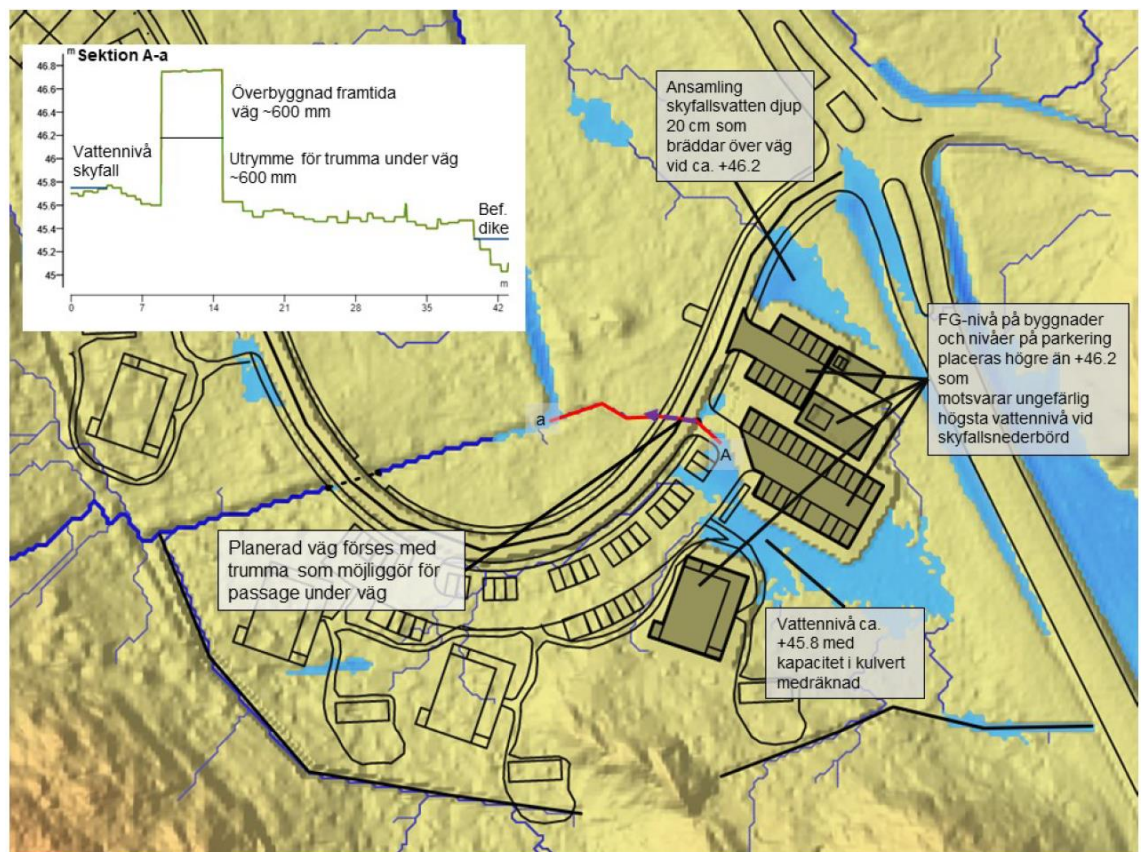 m Sektion A-a
46.8
46.6
46.4
46.2
46
45.8
45.6
45.4
45.2
45
Överbyggnad framtida
väg ~600 mm
Vattennivå
skyfall
Utrymme för trumma under väg
~600 mm
Bef.
dike
m
0 7 14 21 28 35 42
Ansamling
skyfallsvatten djup
20 cm som
bräddar över väg
vid ca. +46.2
FG-nivå på byggnader
och nivåer på parkering
placeras högre än +46.2
som
motsvarar ungefärlig
högsta vattennivå vid
skyfallsnederbörd
a
A
Planerad väg förses med
trumma som möjliggör för
passage under väg
Vattennivå ca.
+45.8 med
kapacitet i kulvert
medräknad